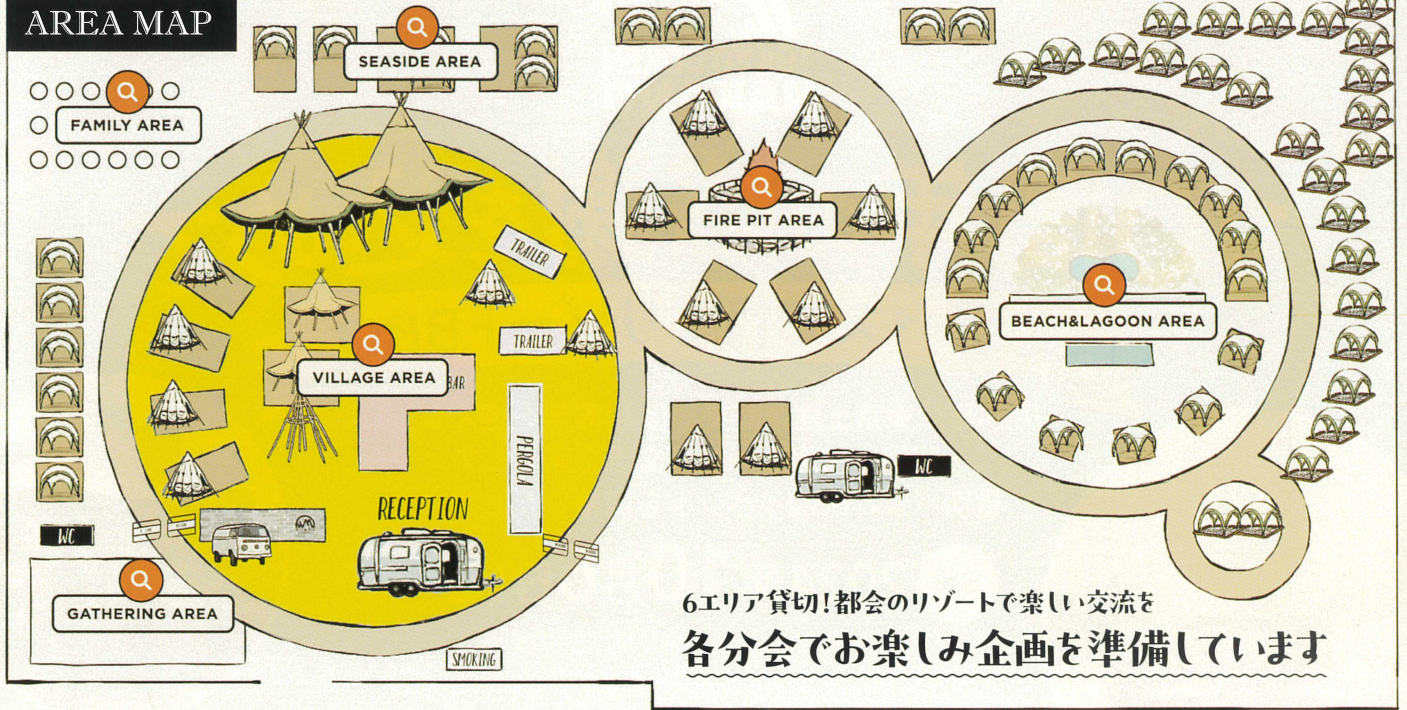 AREA MAP
SEASIDE AREA
FAMILY AREA
FIRE PIT AREA
TRAILER
BEACH&LAGOON AREA
TRAILER
VILLAGE AREA
BAR
PERGOLA
WC
RECEPTION
WC
GATHERING AREA
SMOKING
6エリア貸切!都会のリゾートで楽しい交流を
各分会でお楽しみ企画を準備しています